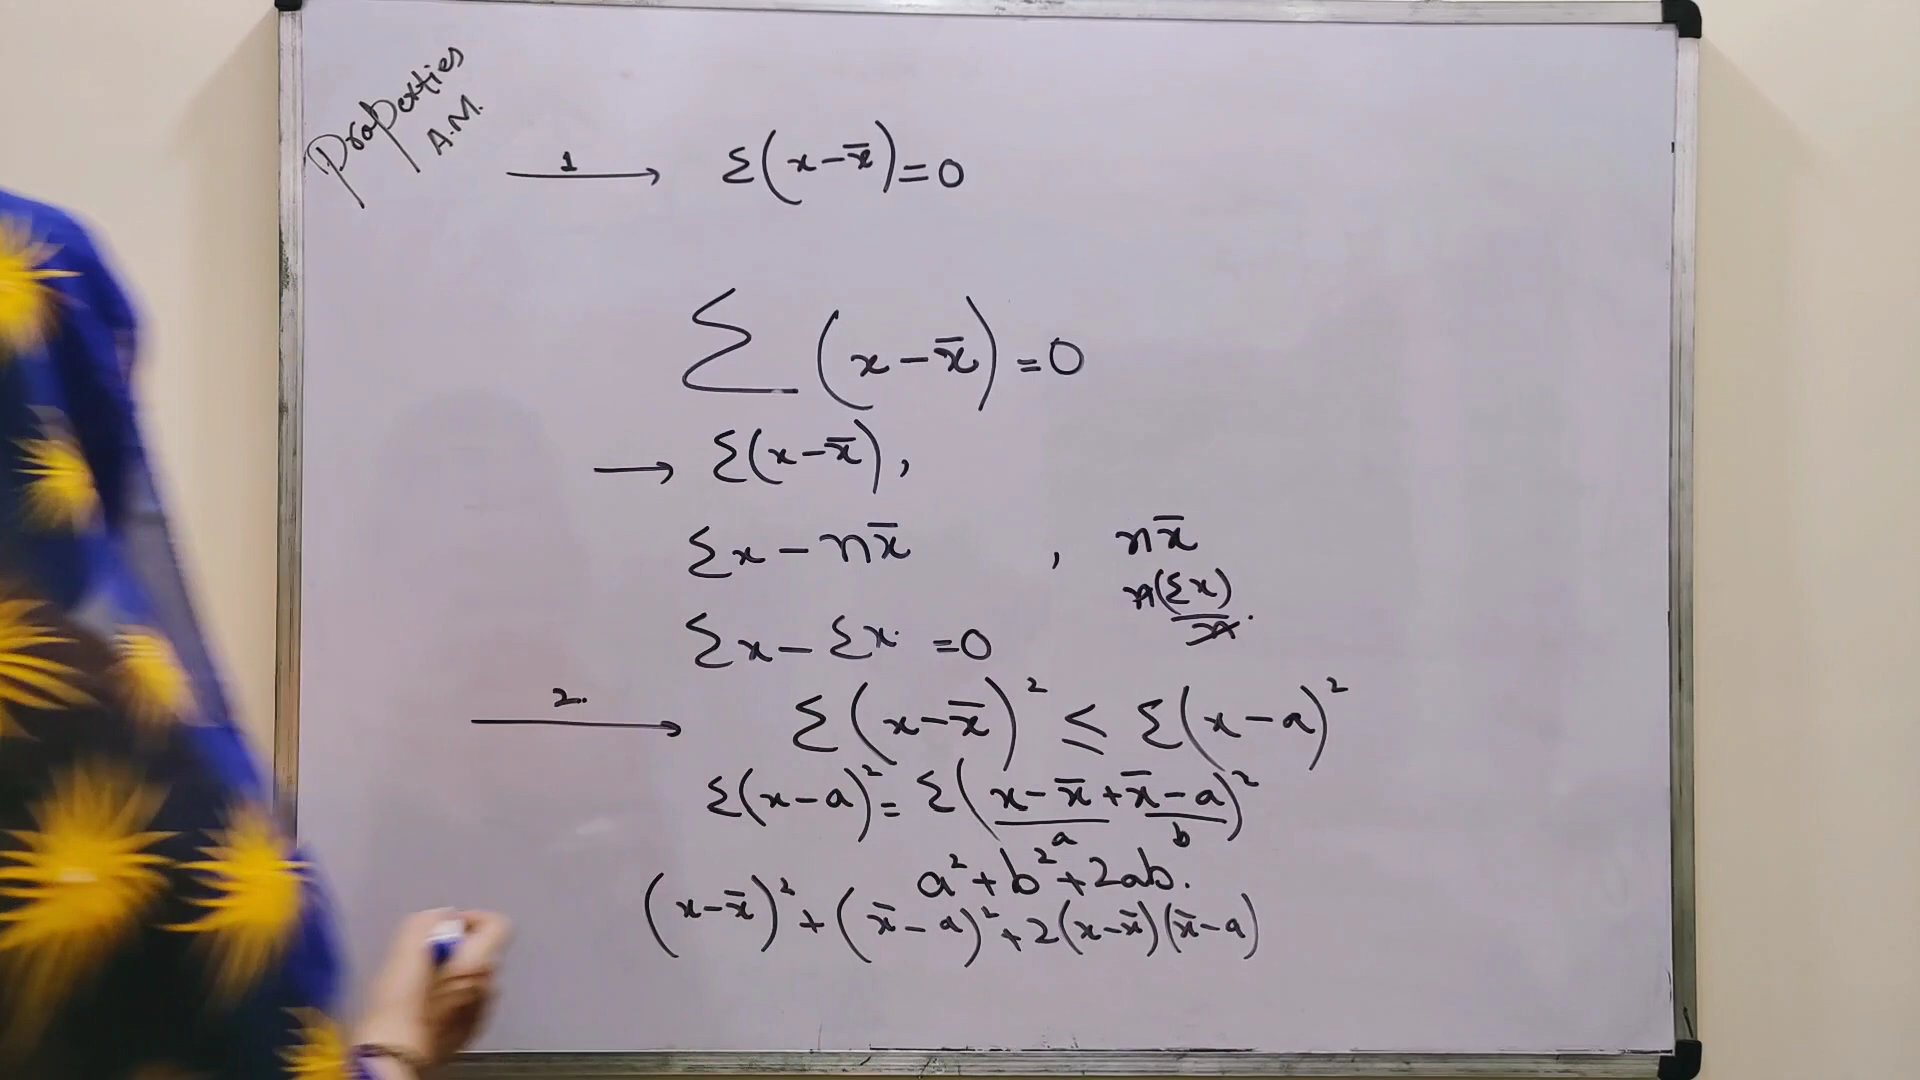 Properties
A.M.
1 → Σ(x-x̄)=0
Σ(x-x̄)=0
→ Σ(x-x̄),
Σx-nx̄ , nx̄
n(Σx)/n.
Σx-Σx. =0
2. → Σ(x-x̄)² ≤ Σ(x-a)²
Σ(x-a)²= Σ(x-x̄+x̄-a)²
a b
a²+b²+2ab.
(x-x̄)²+(x̄-a)²+2(x-x̄)(x̄-a)